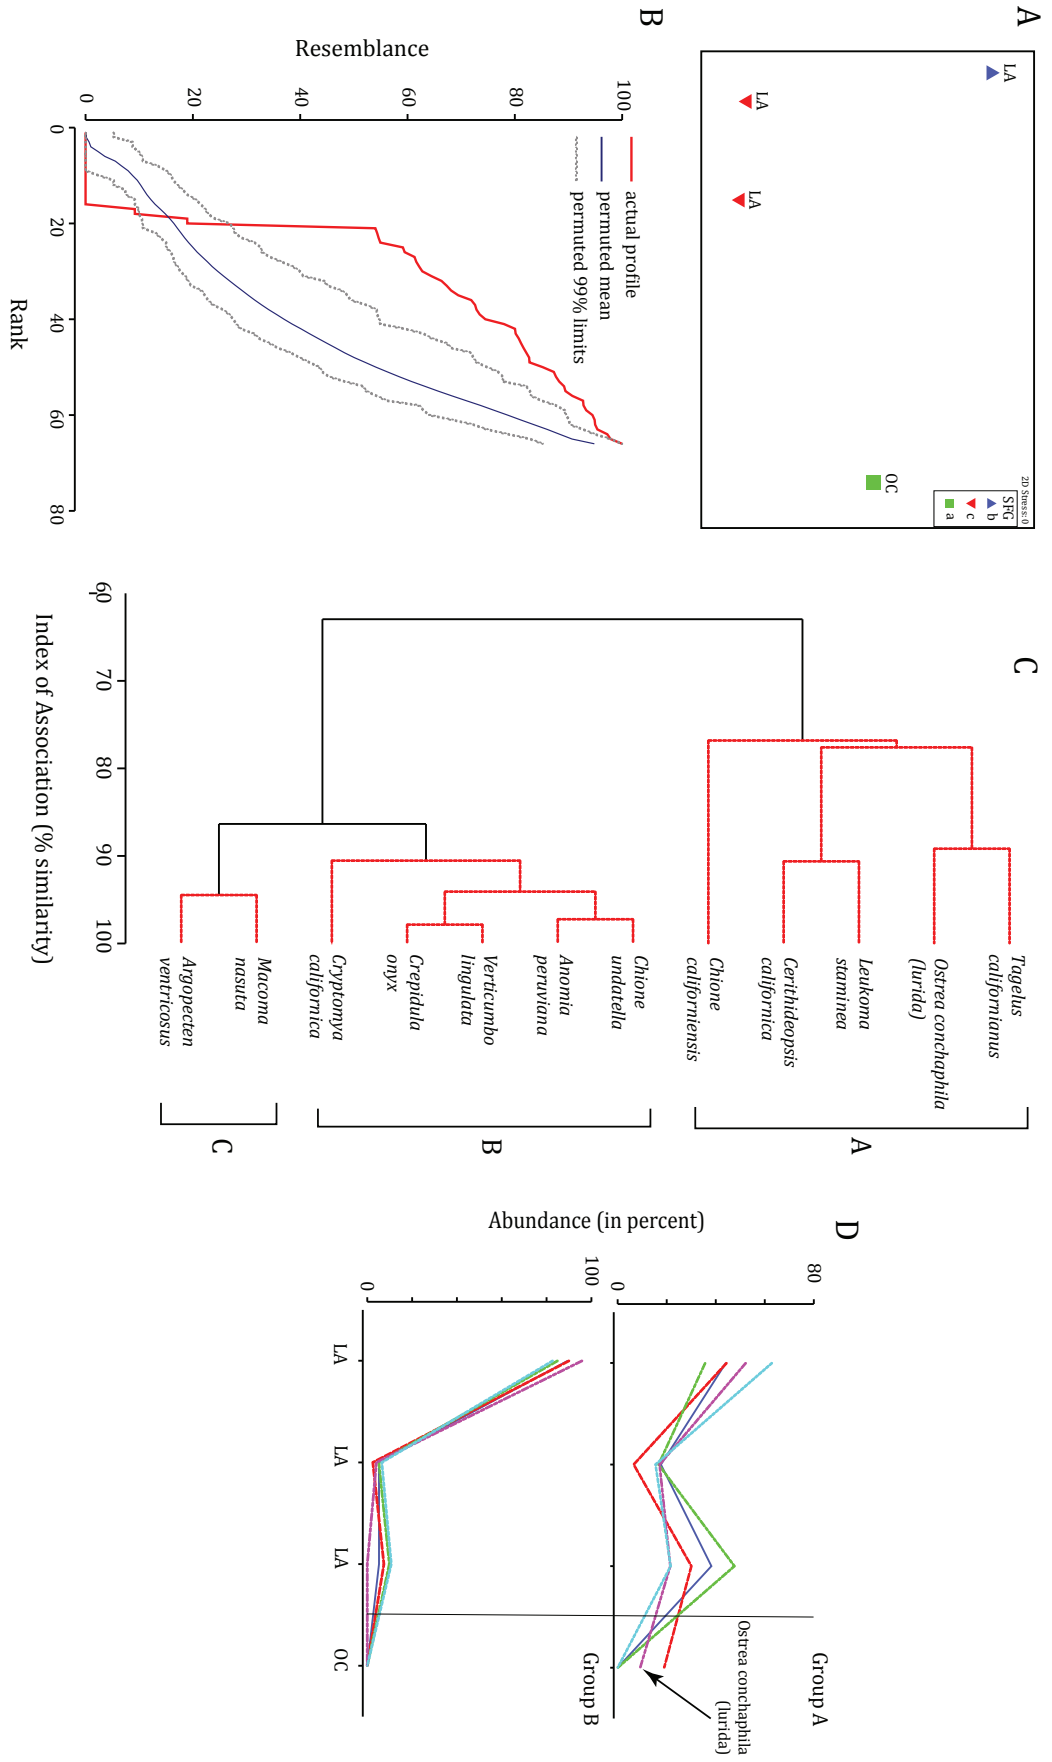 A
2D Stress: 0
SFG
b
c
a
LA
LA
LA
OC
B
Resemblance
100
80
60
40
20
0
0
20
40
60
80
Rank
actual profile
permuted mean
permuted 99% limits
C
60
70
80
90
100
Index of Association (% similarity)
Tagelus
californianus
Ostrea conchaphila
(lurida)
Leukoma
staminea
Cerithideopsis
californica
Chione
californiensis
Chione
undatella
Anomia
peruviana
Verticumbo
lingulata
Crepidula
onyx
Cryptomya
californica
Macoma
nasuta
Argopecten
ventricosus
A
B
C
D
Abundance (in percent)
80
0
Group A
Ostrea conchaphila
(lurida)
100
0
Group B
LA
LA
LA
OC